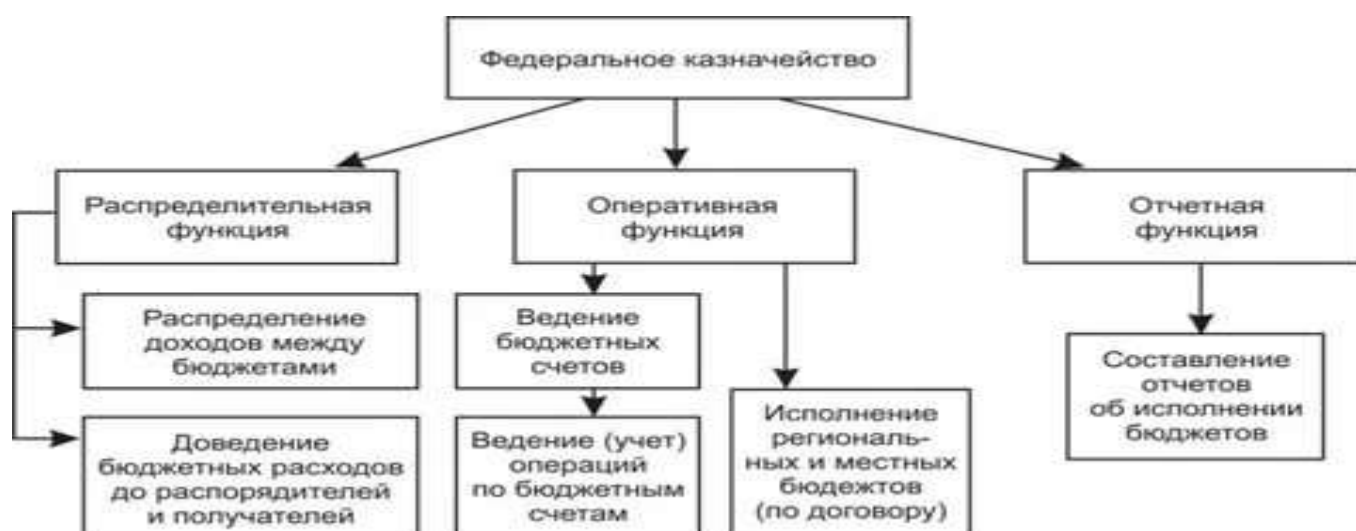 Федеральное казначейство
Распределительная
функция
Оперативная
функция
Отчетная
функция
Распределение
доходов между
бюджетами
Ведение
бюджетных
счетов
Составление
отчетов
об исполнении
бюджетов
Доведение
бюджетных расходов
до распорядителей
и получателей
Ведение (учет)
операций
по бюджетным
счетам
Исполнение
региональ-
ных и местных
бюдежтов
(по договору)